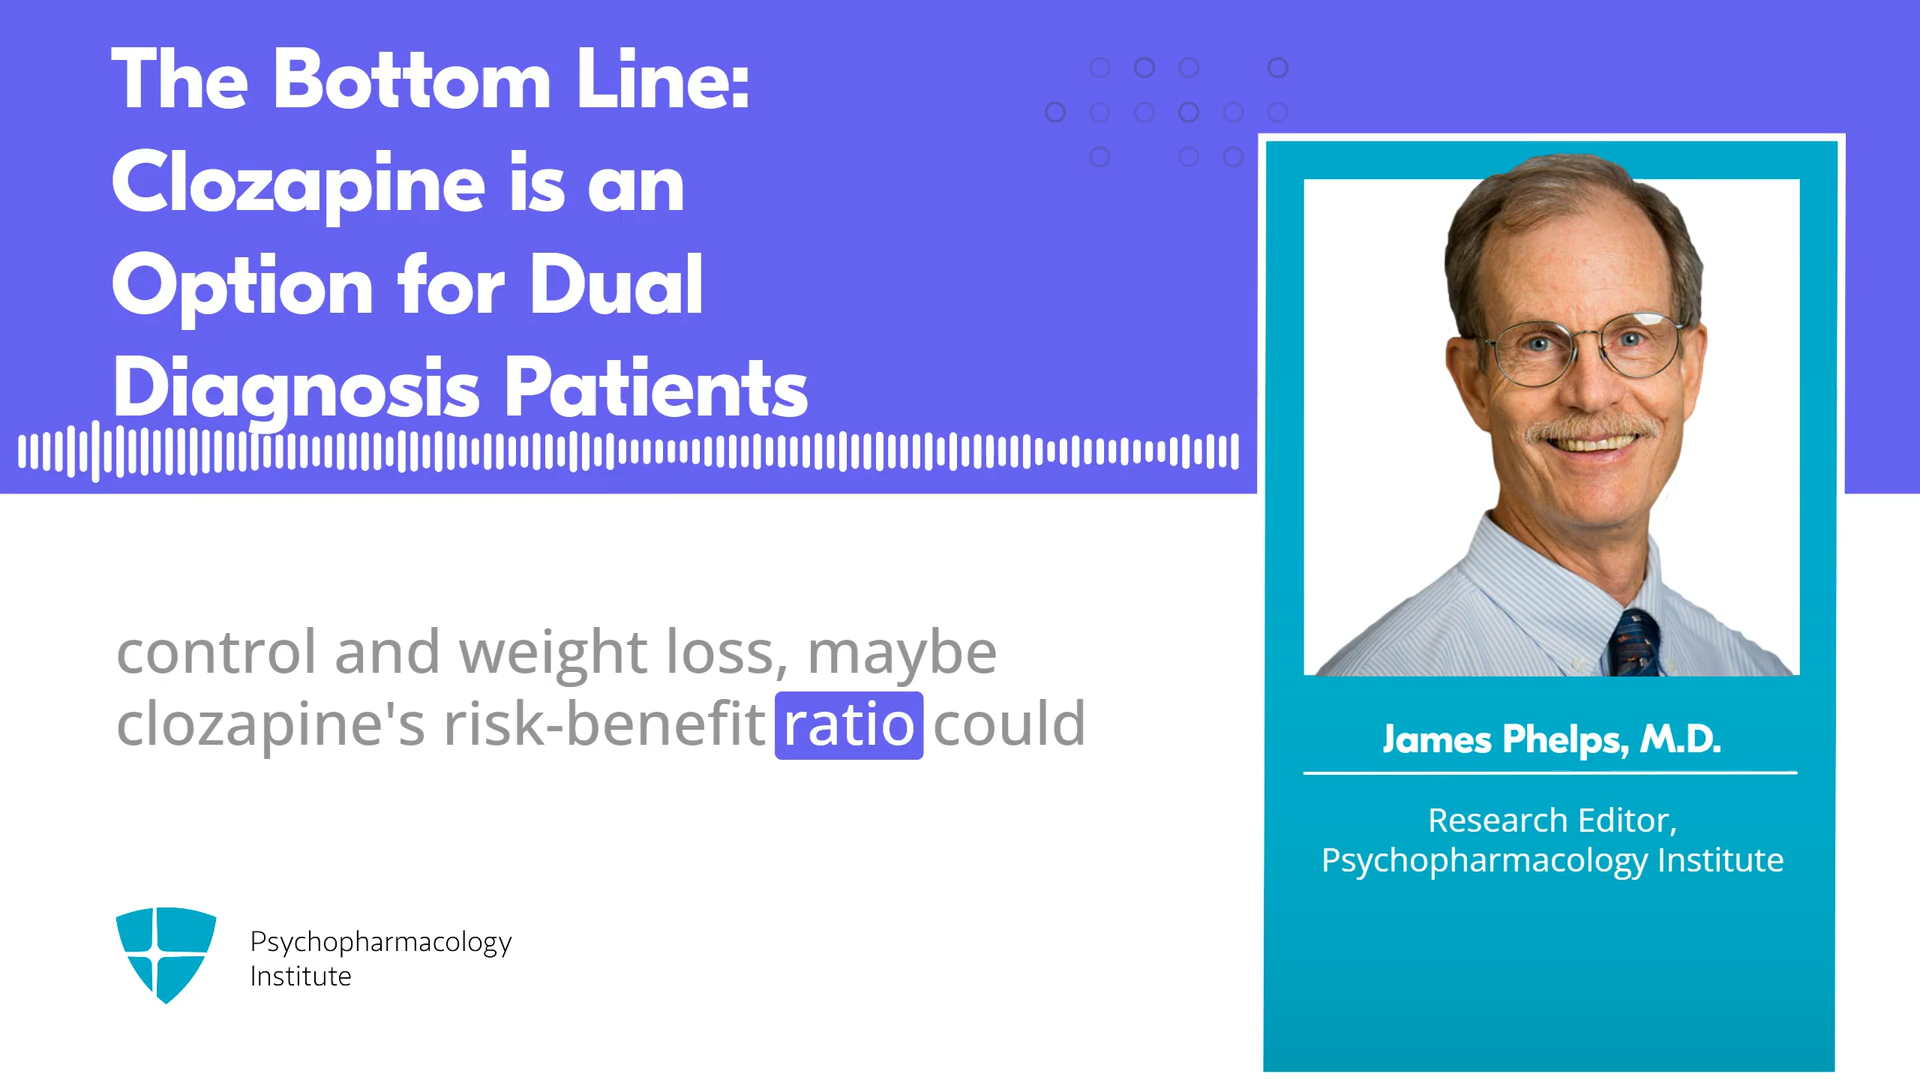 The Bottom Line:
Clozapine is an
Option for Dual
Diagnosis Patients
control and weight loss, maybe
clozapine's risk-benefit ratio could
James Phelps, M.D.
Research Editor,
Psychopharmacology Institute
Psychopharmacology
Institute